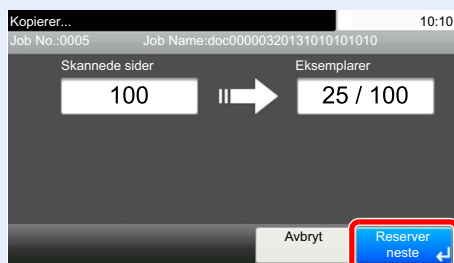 Kopierer... 10:10
Job No.:0005 Job Name:doc00000320131010101010
Skannede sider Eksemplarer
100 25 / 100
Avbryt Reserver
neste